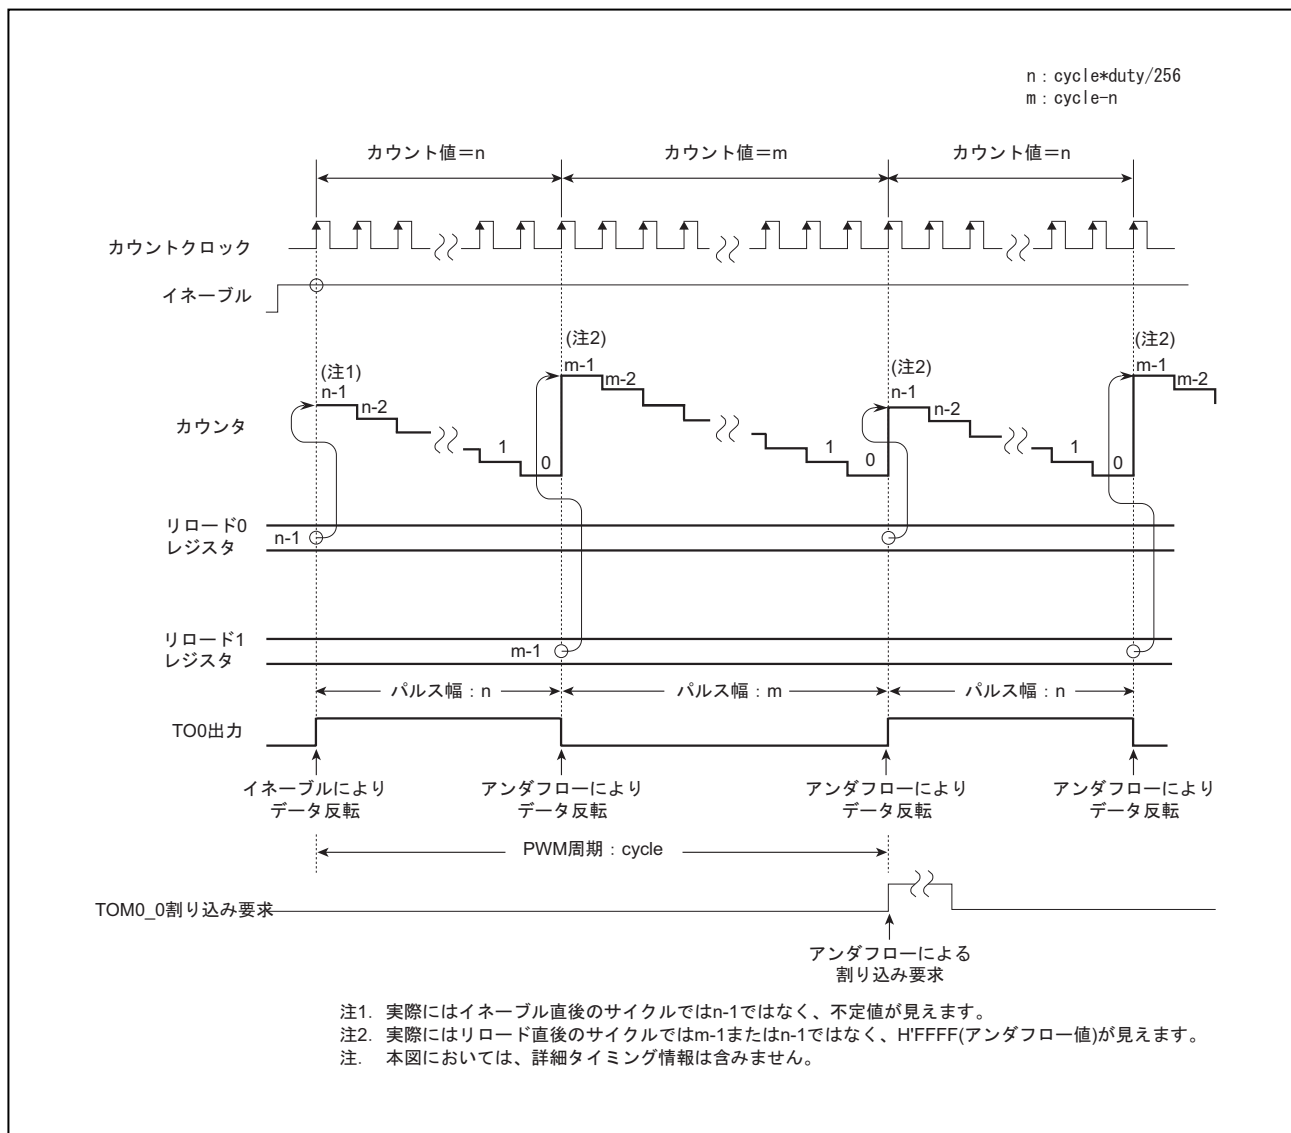 n：cycle*duty/256
m：cycle-n
カウント値＝n
カウント値＝m
カウント値＝n
カウントクロック
イネーブル
(注1)
n-1
n-2
1
0
(注2)
m-1
m-2
1
0
(注2)
n-1
n-2
1
0
(注2)
m-1
m-2
カウンタ
リロード0
レジスタ
n-1
リロード1
レジスタ
m-1
パルス幅：n
パルス幅：m
パルス幅：n
TO0出力
イネーブルにより
データ反転
アンダフローにより
データ反転
アンダフローにより
データ反転
アンダフローにより
データ反転
PWM周期：cycle
TOM0_0割り込み要求
アンダフローによる
割り込み要求
注1. 実際にはイネーブル直後のサイクルではn-1ではなく、不定値が見えます。
注2. 実際にはリロード直後のサイクルではm-1またはn-1ではなく、H'FFFF(アンダフロー値)が見えます。
注. 本図においては、詳細タイミング情報は含みません。